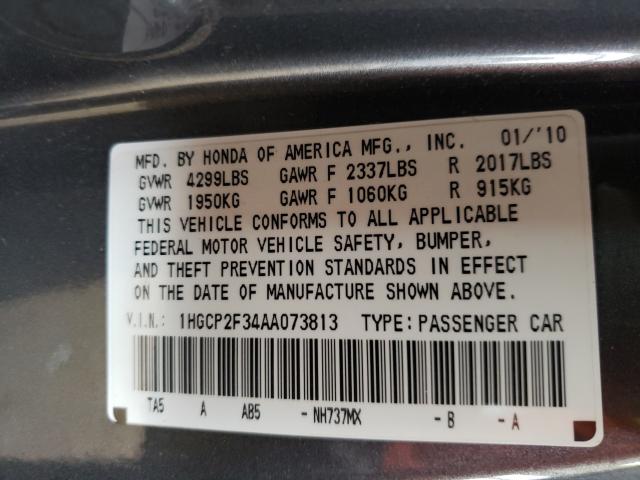 MFD. BY HONDA OF AMERICA MFG., INC. 01/'10
GVWR 4299LBS GAWR F 2337LBS R 2017LBS
GVWR 1950KG GAWR F 1060KG R 915KG
THIS VEHICLE CONFORMS TO ALL APPLICABLE
FEDERAL MOTOR VEHICLE SAFETY, BUMPER,
AND THEFT PREVENTION STANDARDS IN EFFECT
ON THE DATE OF MANUFACTURE SHOWN ABOVE.
V.I.N.: 1HGCP2F34AA073813 TYPE: PASSENGER CAR
TA5 A AB5 - NH737MX - B - A